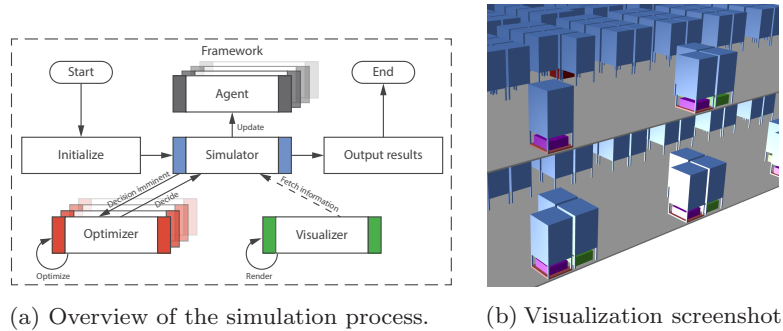 Framework
Start
End
Agent
Update
Initialize
Simulator
Output results
Decision imminent
Decide
Fetch information
Optimizer
Visualizer
Optimize
Render
(a) Overview of the simulation process.
(b) Visualization screenshot